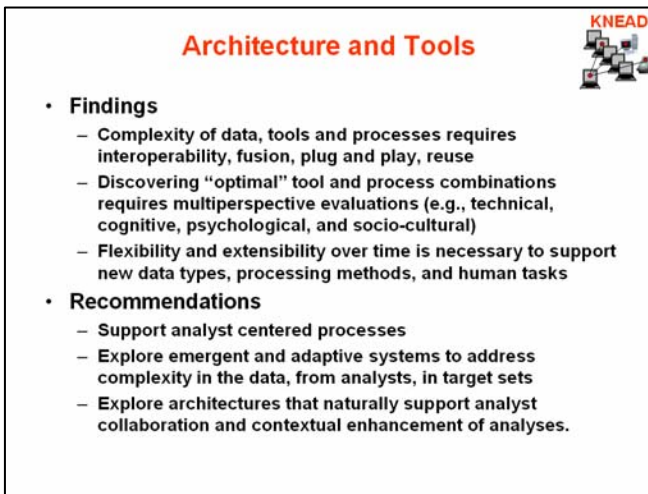 KNEAD
Architecture and Tools
• Findings
– Complexity of data, tools and processes requires
interoperability, fusion, plug and play, reuse
– Discovering “optimal” tool and process combinations
requires multiperspective evaluations (e.g., technical,
cognitive, psychological, and socio-cultural)
– Flexibility and extensibility over time is necessary to support
new data types, processing methods, and human tasks
• Recommendations
– Support analyst centered processes
– Explore emergent and adaptive systems to address
complexity in the data, from analysts, in target sets
– Explore architectures that naturally support analyst
collaboration and contextual enhancement of analyses.